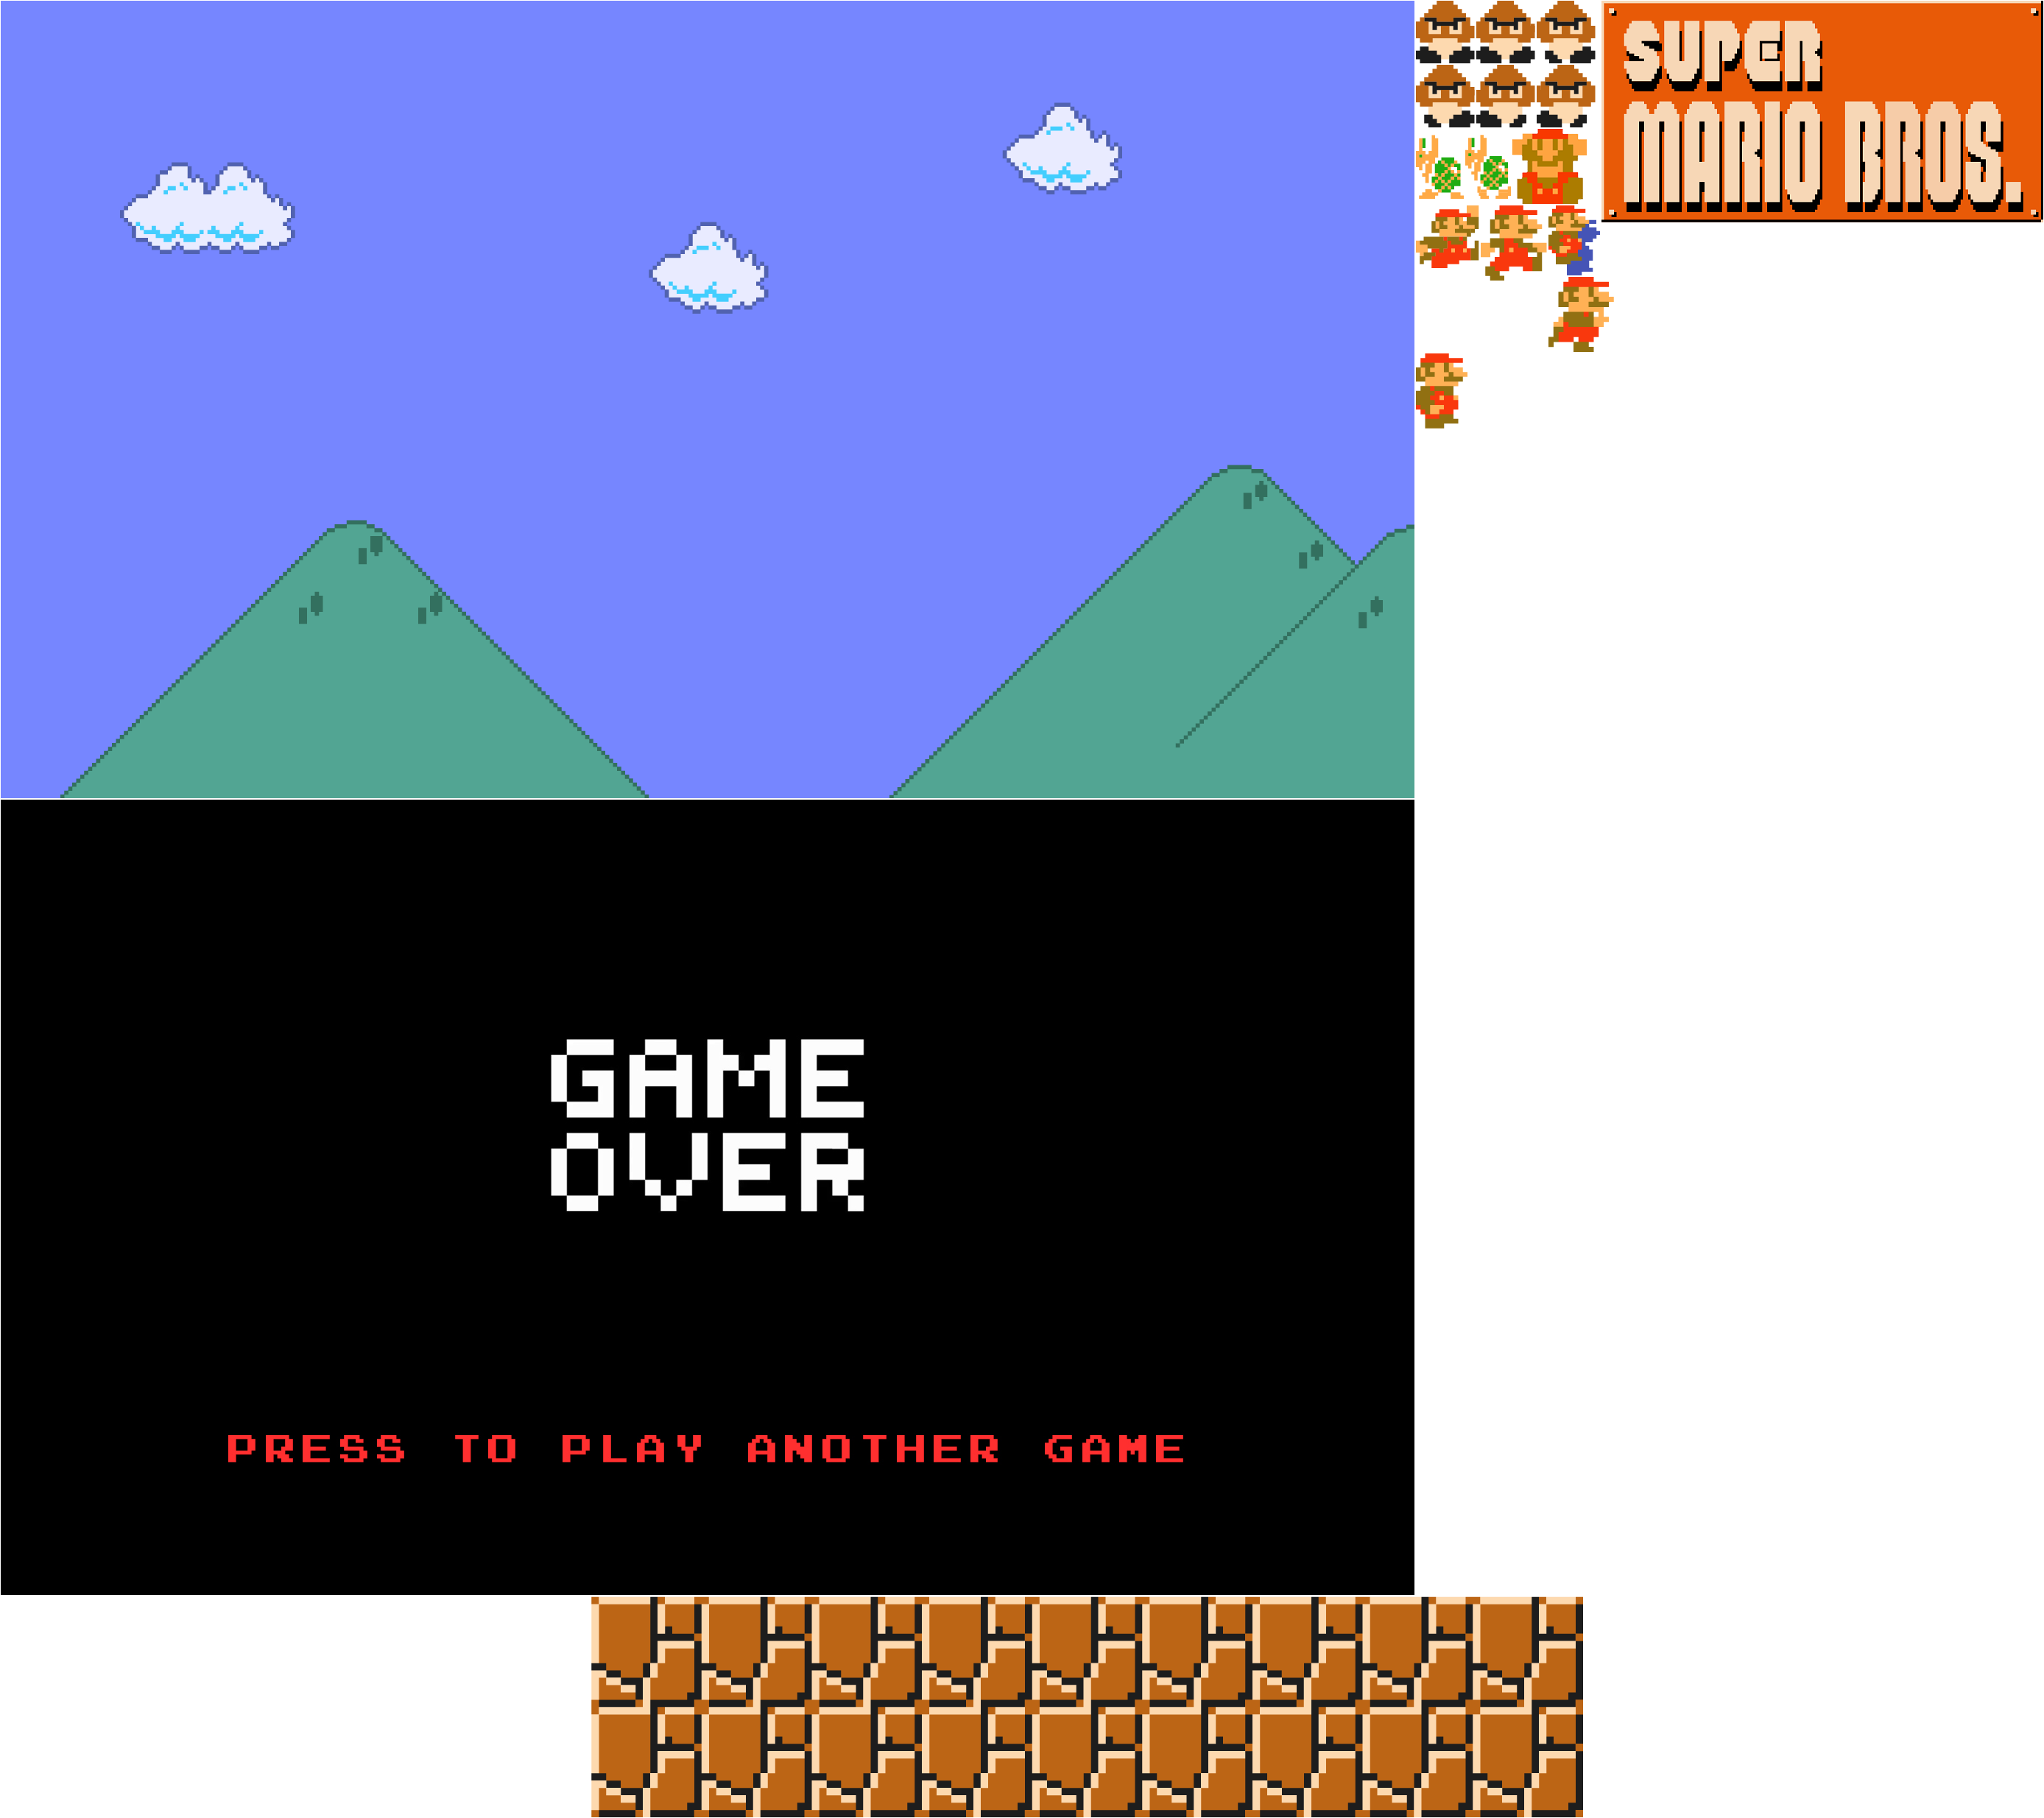 SUPER
MARIO BROS.
GAME
OVER
PRESS TO PLAY ANOTHER GAME